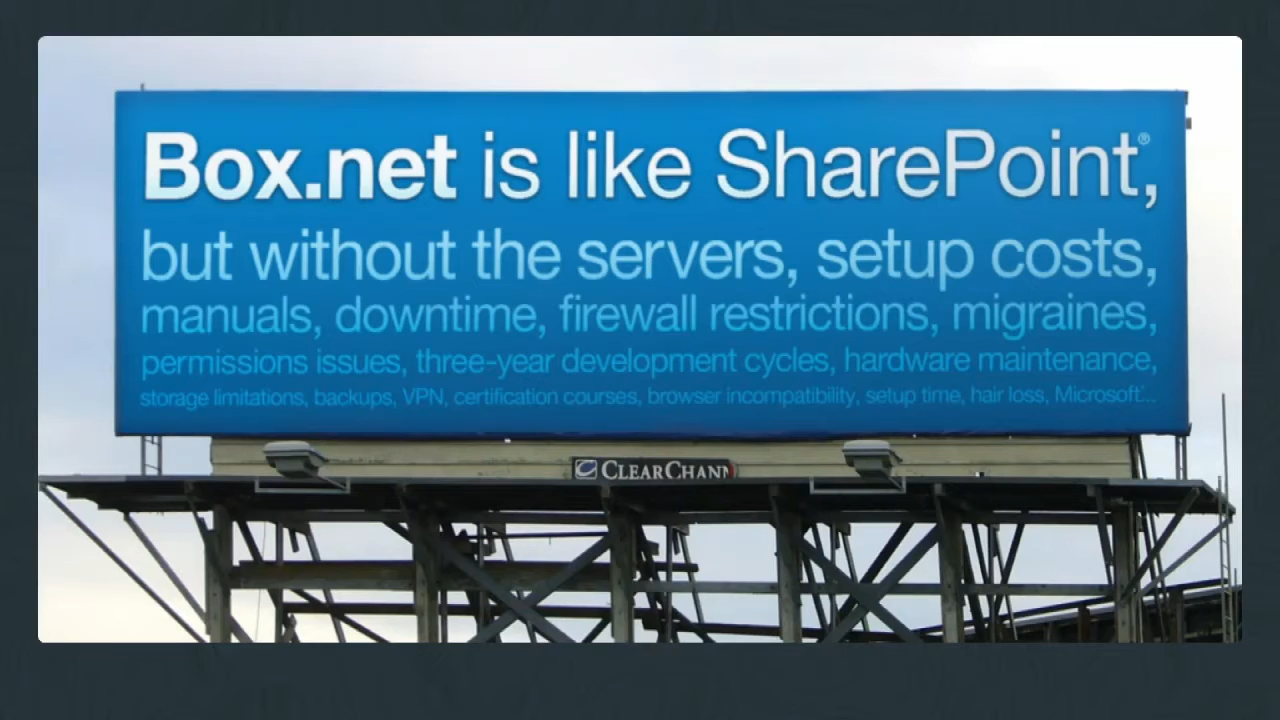 Box.net is like SharePoint®,
but without the servers, setup costs,
manuals, downtime, firewall restrictions, migraines,
permissions issues, three-year development cycles, hardware maintenance,
storage limitations, backups, VPN, certification courses, browser incompatibility, setup time, hair loss, Microsoft...
CLEARCHANN